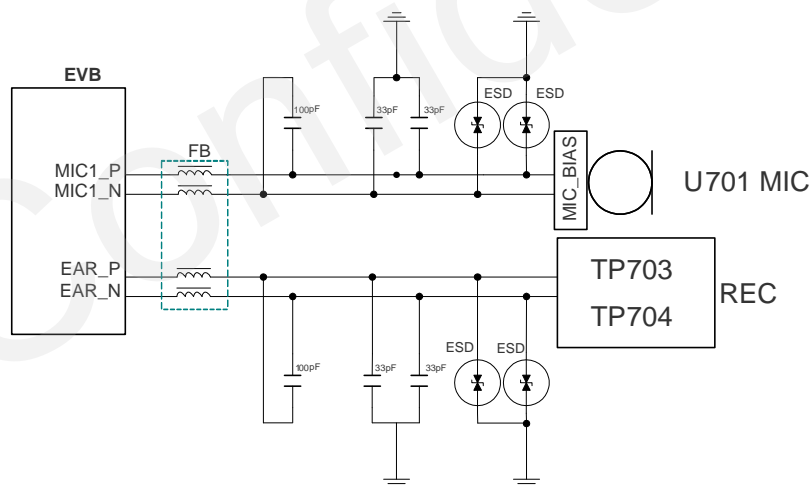 Confide
EVB
ESD ESD
100pF 33pF 33pF
FB
MIC1_P
MIC1_N
MIC_BIAS
U701 MIC
EAR_P
EAR_N
TP703
TP704
REC
ESD ESD
100pF 33pF 33pF